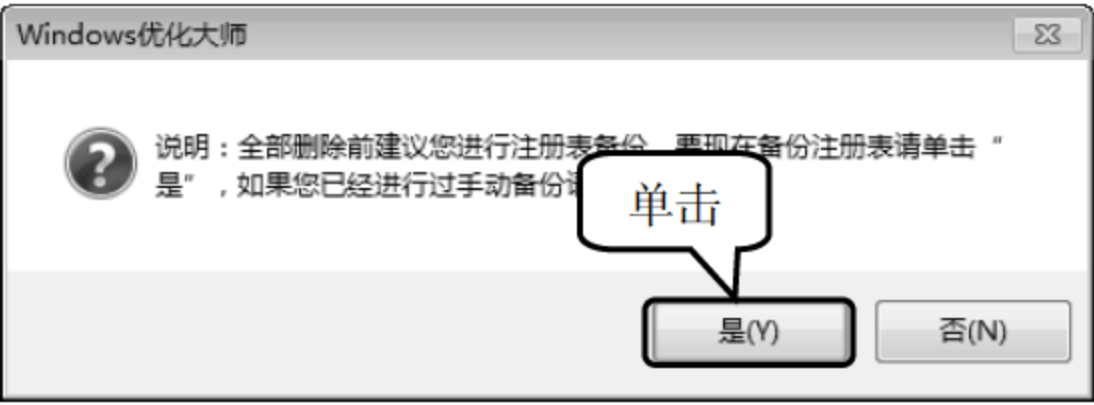 Windows优化大师
说明：全部删除前建议您进行注册表备份，要现在备份注册表请单击“
是”，如果您已经进行过手动备份
单击
是(Y)
否(N)